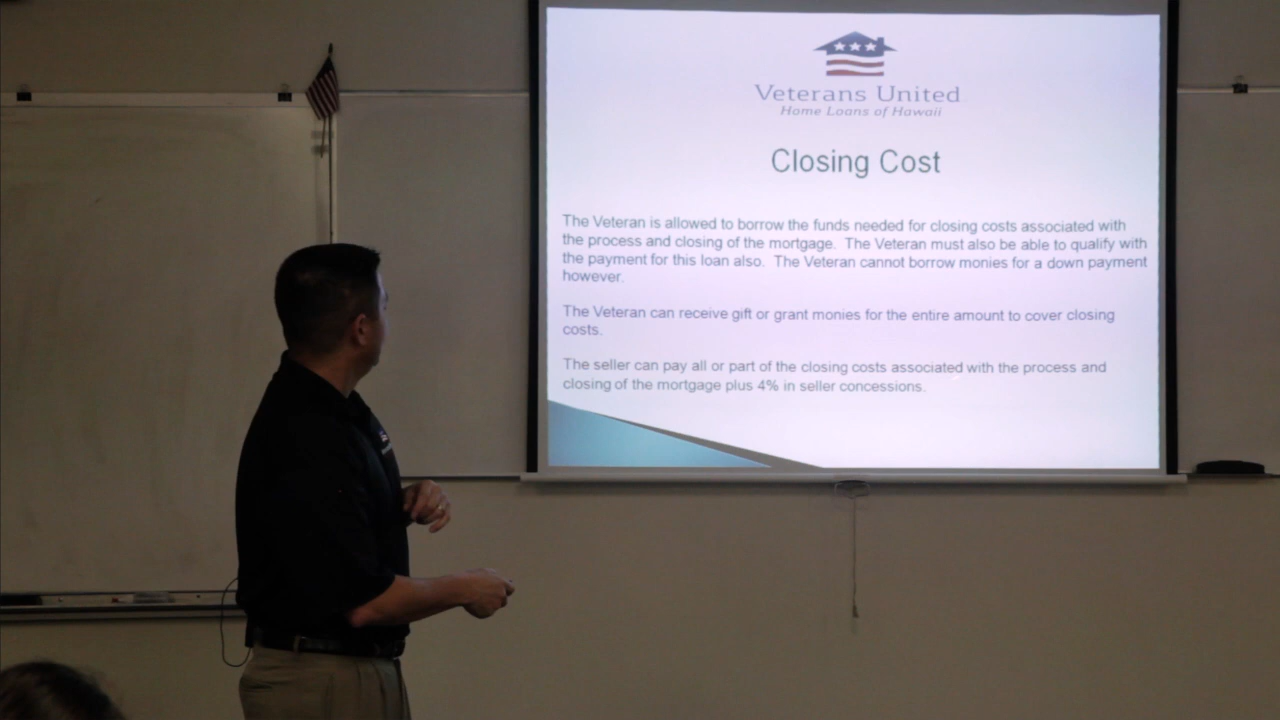 Veterans United
Home Loans of Hawaii
Closing Cost
The Veteran is allowed to borrow the funds needed for closing costs associated with
the process and closing of the mortgage. The Veteran must also be able to qualify with
the payment for this loan also. The Veteran cannot borrow monies for a down payment
however.
The Veteran can receive gift or grant monies for the entire amount to cover closing
costs.
The seller can pay all or part of the closing costs associated with the process and
closing of the mortgage plus 4% in seller concessions.